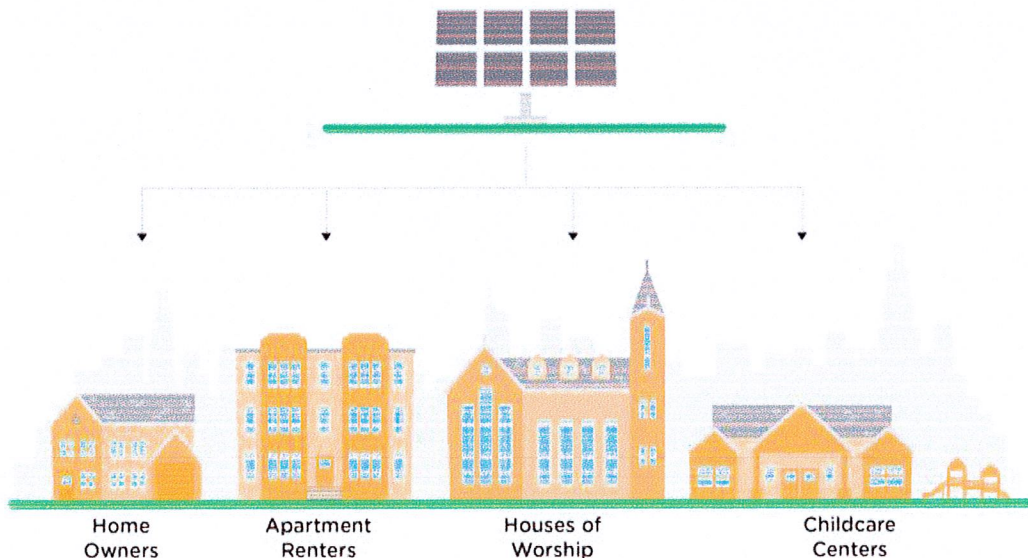 Home
Owners
Apartment
Renters
Houses of
Worship
Childcare
Centers